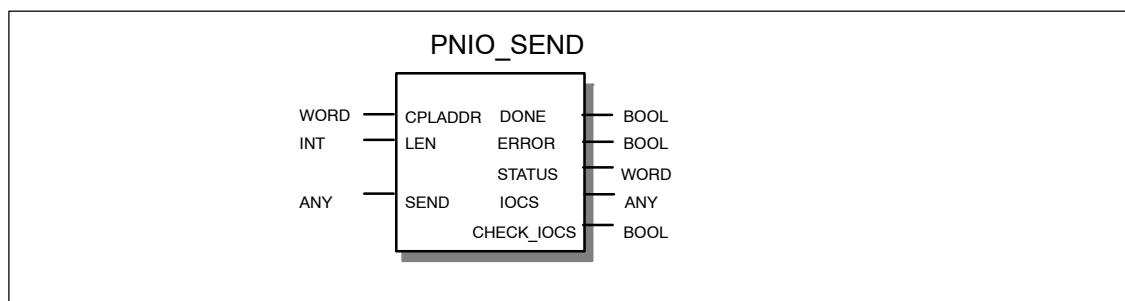 PNIO_SEND
WORD CPLADDR DONE BOOL
INT LEN ERROR BOOL
STATUS WORD
ANY SEND IOCS ANY
CHECK_IOCS BOOL